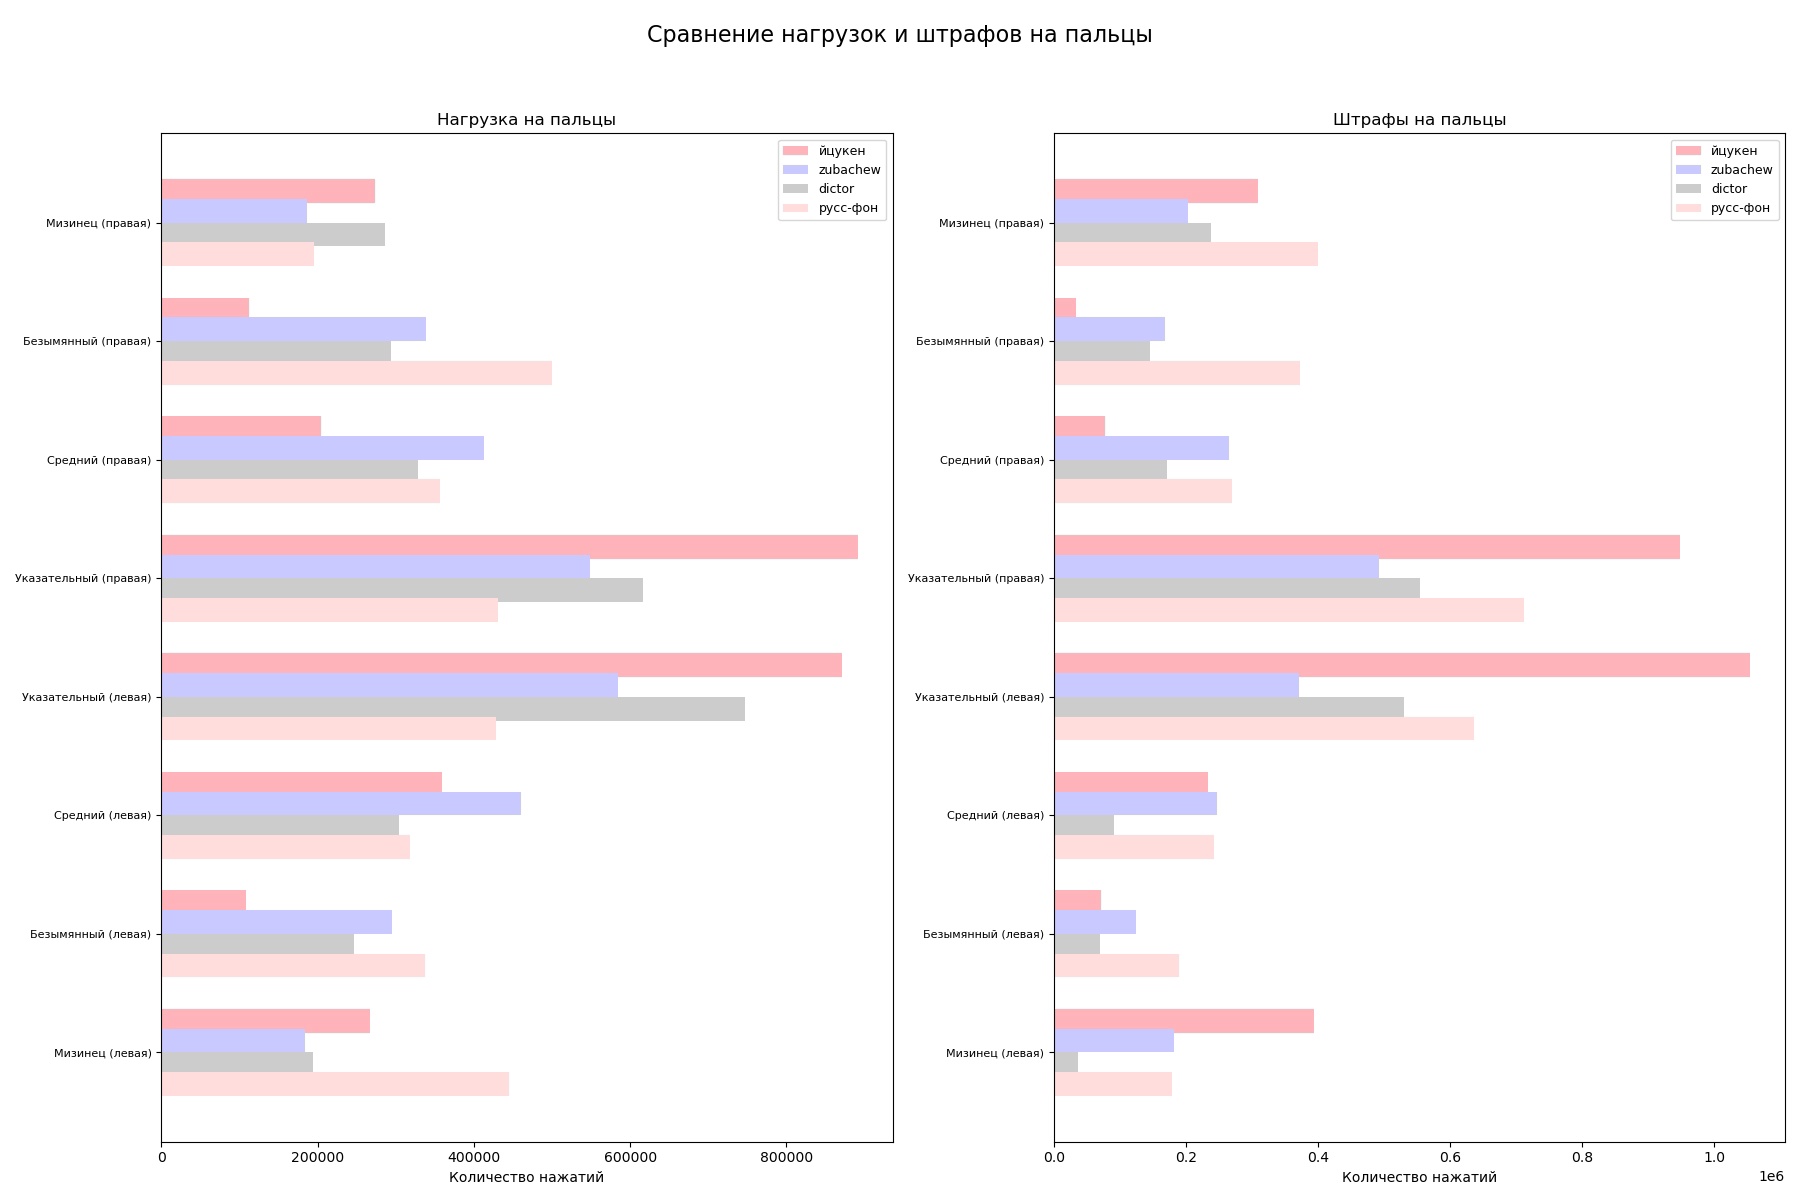 Сравнение нагрузок и штрафов на пальцы
Нагрузка на пальцы
йцукен
zubachew
dictor
русс-фон
Мизинец (правая)
Безымянный (правая)
Средний (правая)
Указательный (правая)
Указательный (левая)
Средний (левая)
Безымянный (левая)
Мизинец (левая)
0 200000 400000 600000 800000
Количество нажатий
Штрафы на пальцы
йцукен
zubachew
dictor
русс-фон
Мизинец (правая)
Безымянный (правая)
Средний (правая)
Указательный (правая)
Указательный (левая)
Средний (левая)
Безымянный (левая)
Мизинец (левая)
0.0 0.2 0.4 0.6 0.8 1.0
1e6
Количество нажатий